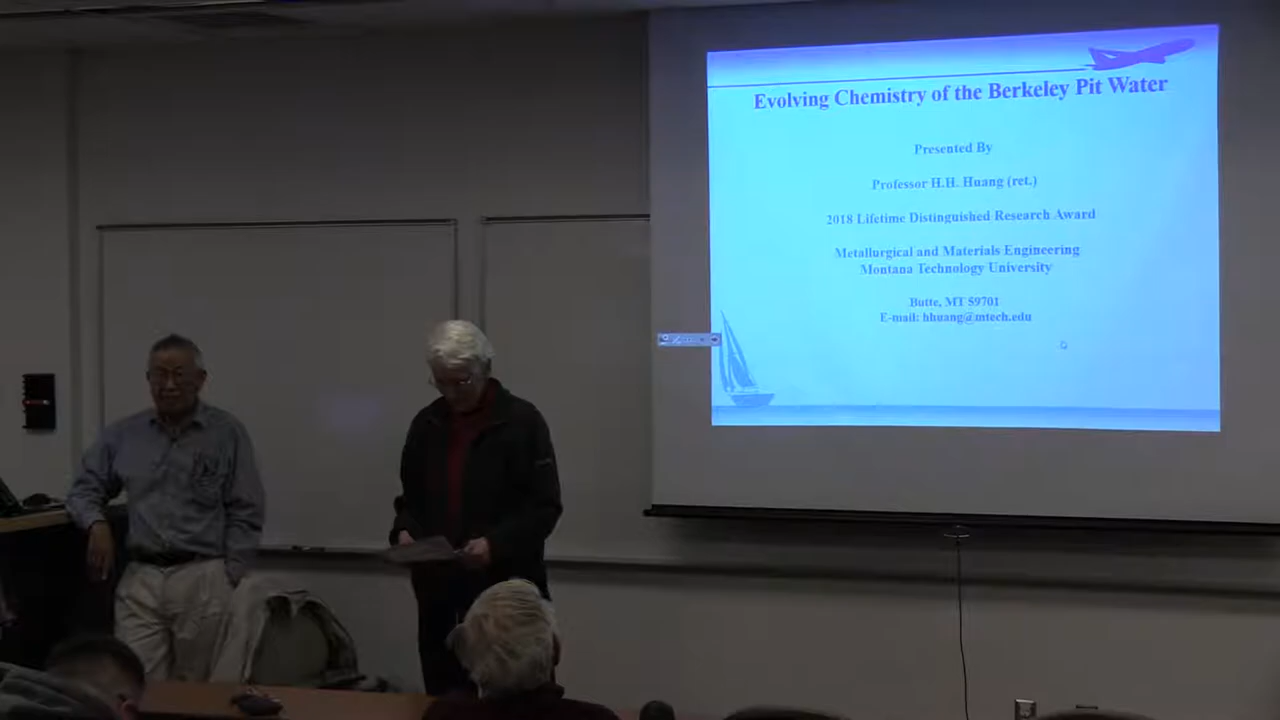 Evolving Chemistry of the Berkeley Pit Water
Presented By
Professor H.H. Huang (ret.)
2018 Lifetime Distinguished Research Award
Metallurgical and Materials Engineering
Montana Technology University
Butte, MT 59701
E-mail: hhuang@mtech.edu